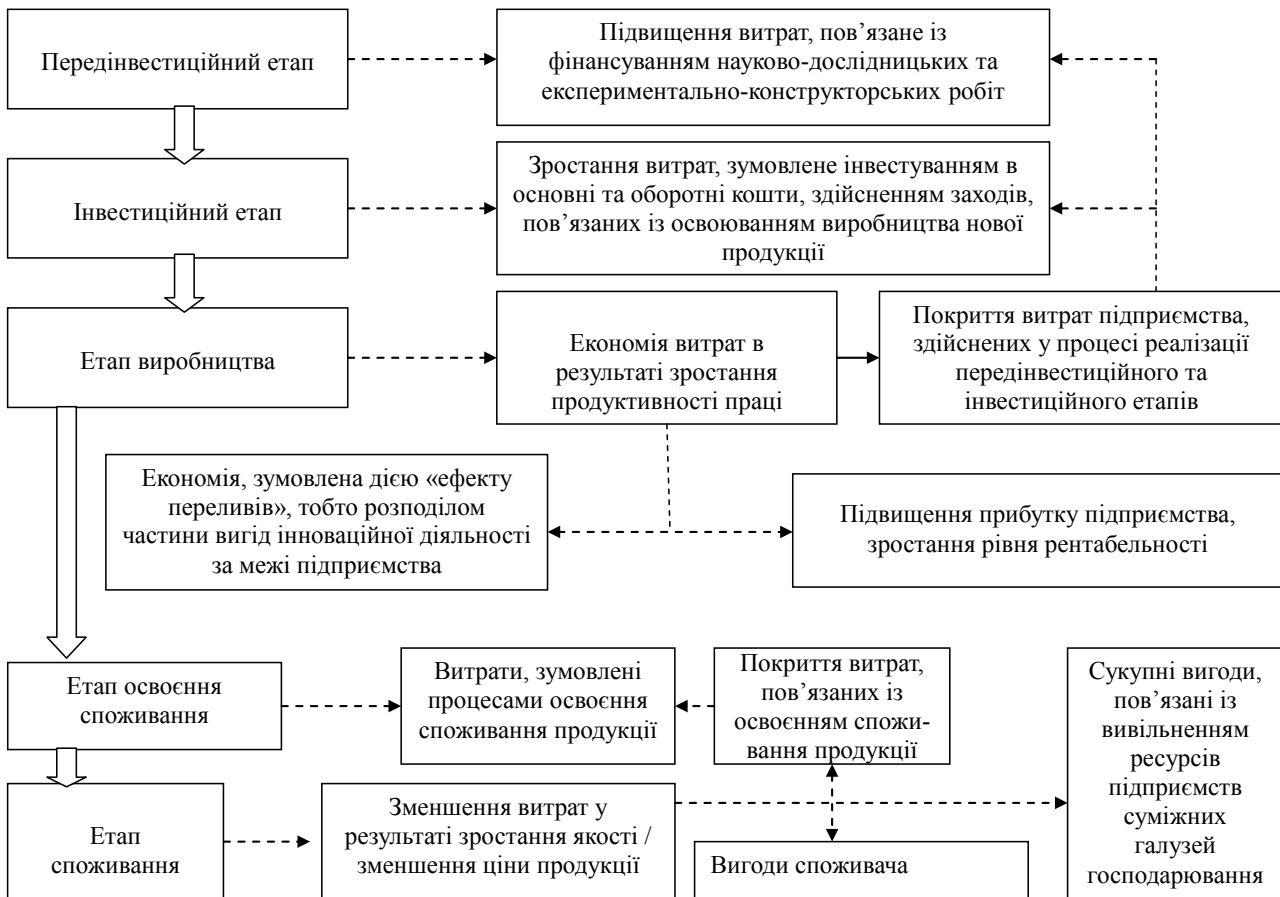 Передінвестиційний етап
Підвищення витрат, пов’язане із
фінансуванням науково-дослідницьких та
експериментально-конструкторських робіт
Інвестиційний етап
Зростання витрат, зумовлене інвестуванням в
основні та оборотні кошти, здійсненням заходів,
пов’язаних із освоюванням виробництва нової
продукції
Етап виробництва
Економія витрат в
результаті зростання
продуктивності праці
Покриття витрат підприємства,
здійснених у процесі реалізації
передінвестиційного та
інвестиційного етапів
Економія, зумовлена дією «ефекту
переливів», тобто розподілом
частини вигід інноваційної діяльності
за межі підприємства
Підвищення прибутку підприємства,
зростання рівня рентабельності
Етап освоєння
споживання
Витрати, зумовлені
процесами освоєння
споживання продукції
Покриття витрат,
пов’язаних із
освоєнням спожи-
вання продукції
Сукупні вигоди,
пов’язані із
вивільненням
ресурсів
підприємств
суміжних
галузей
господарювання
Етап
споживання
Зменшення витрат у
результаті зростання якості /
зменшення ціни продукції
Вигоди споживача